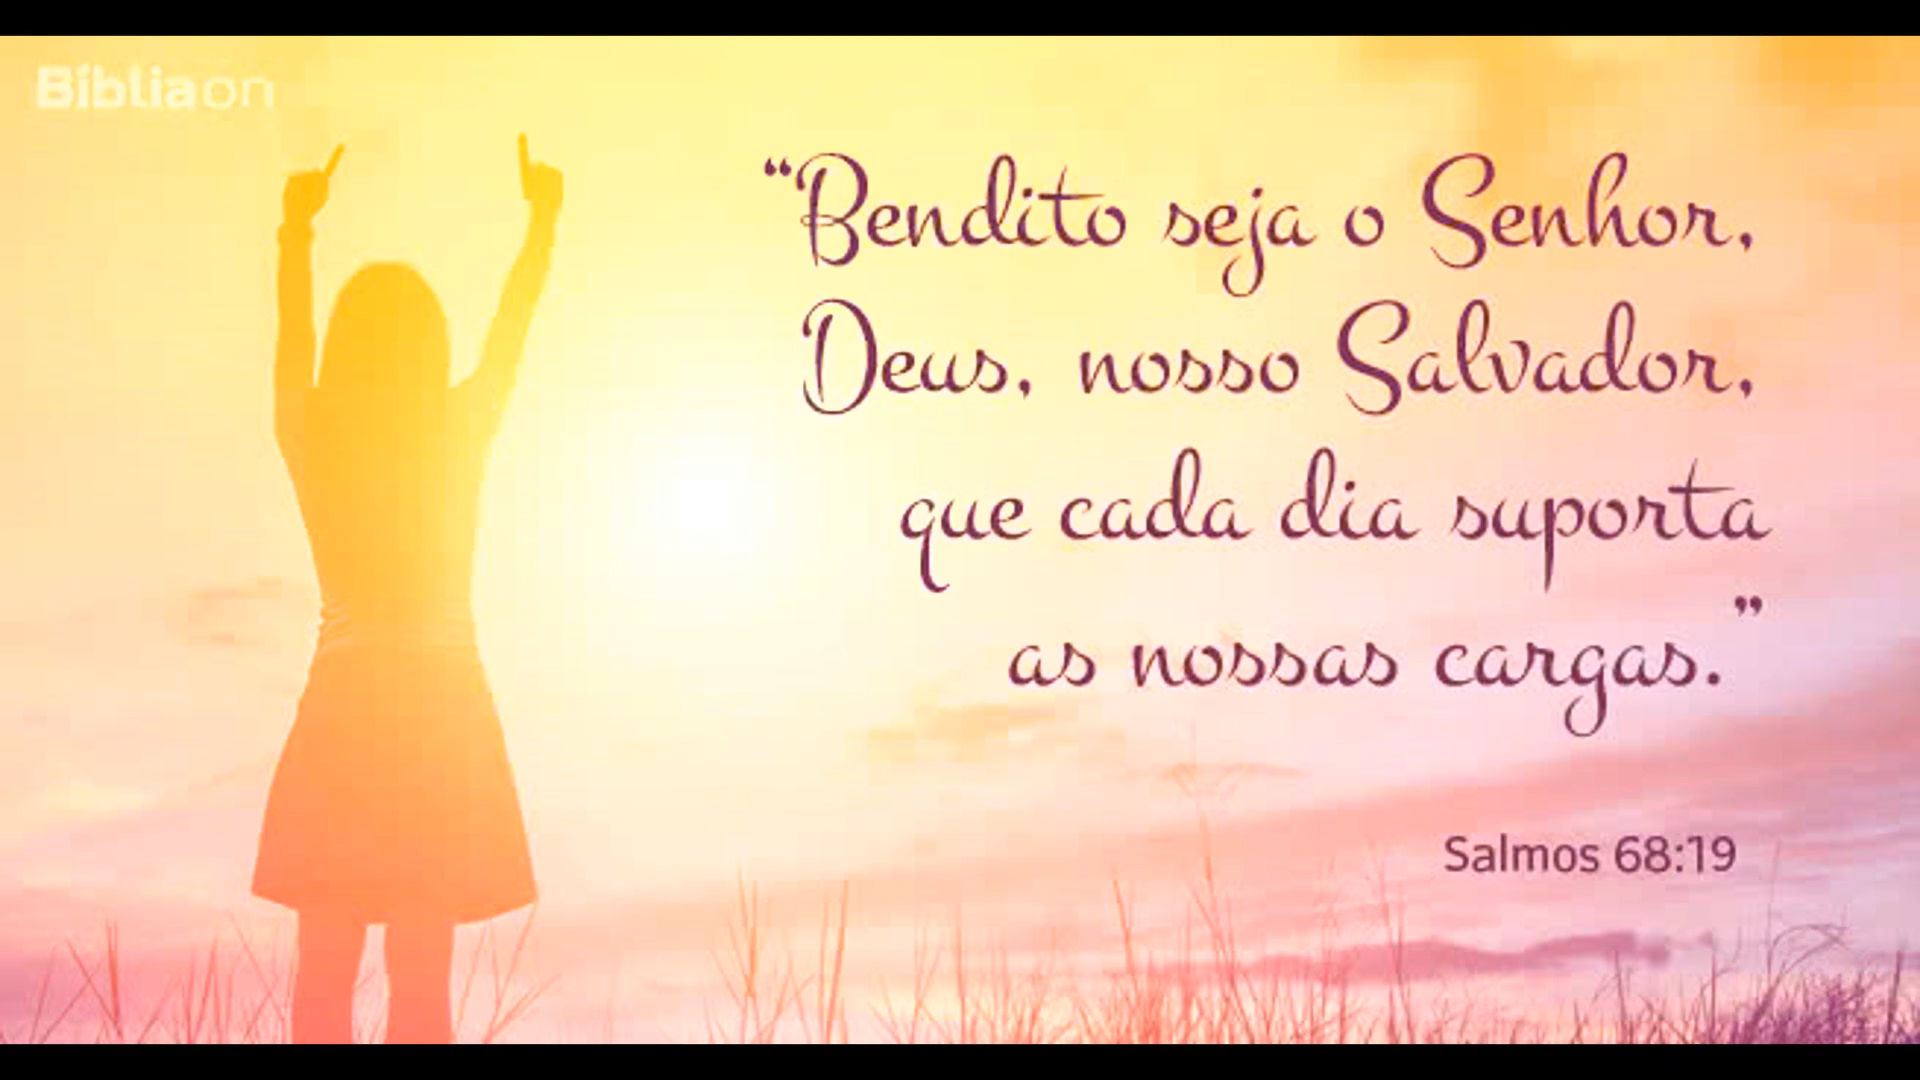 Bíbliaon
“Bendito seja o Senhor,
Deus, nosso Salvador,
que cada dia suporta
as nossas cargas.”
Salmos 68:19